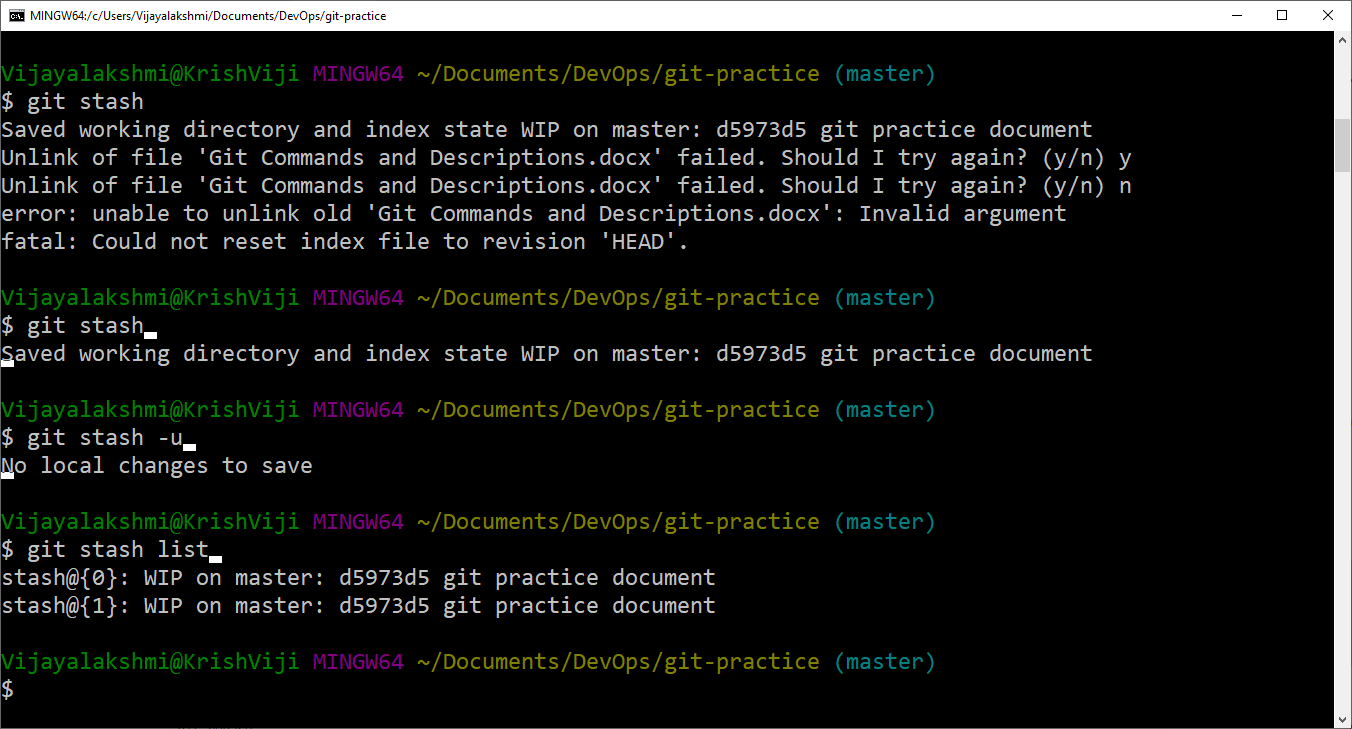 MINGW64:/c/Users/Vijayalakshmi/Documents/DevOps/git-practice
Vijayalakshmi@KrishViji MINGW64 ~/Documents/DevOps/git-practice (master)
$ git stash
Saved working directory and index state WIP on master: d5973d5 git practice document
Unlink of file 'Git Commands and Descriptions.docx' failed. Should I try again? (y/n) y
Unlink of file 'Git Commands and Descriptions.docx' failed. Should I try again? (y/n) n
error: unable to unlink old 'Git Commands and Descriptions.docx': Invalid argument
fatal: Could not reset index file to revision 'HEAD'.
Vijayalakshmi@KrishViji MINGW64 ~/Documents/DevOps/git-practice (master)
$ git stash
Saved working directory and index state WIP on master: d5973d5 git practice document
Vijayalakshmi@KrishViji MINGW64 ~/Documents/DevOps/git-practice (master)
$ git stash -u
No local changes to save
Vijayalakshmi@KrishViji MINGW64 ~/Documents/DevOps/git-practice (master)
$ git stash list
stash@{0}: WIP on master: d5973d5 git practice document
stash@{1}: WIP on master: d5973d5 git practice document
Vijayalakshmi@KrishViji MINGW64 ~/Documents/DevOps/git-practice (master)
$